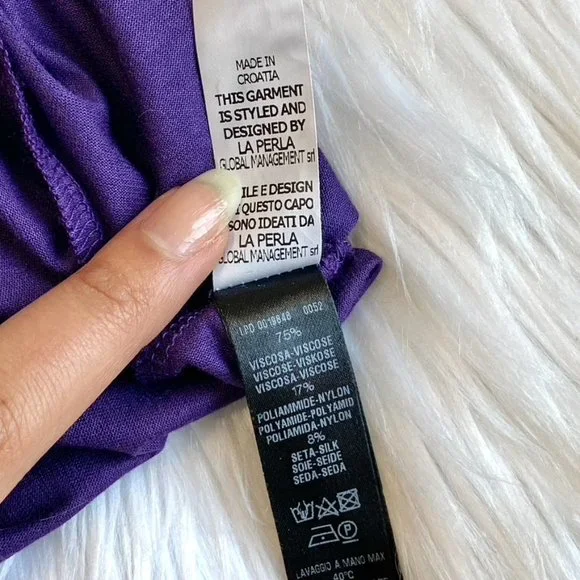 MADE IN
CROATIA
THIS GARMENT
IS STYLED AND
DESIGNED BY
LA PERLA
GLOBAL MANAGEMENT srl
ILE E DESIGN
I QUESTO CAPO
SONO IDEATI DA
LA PERLA
GLOBAL MANAGEMENT srl
LPD 0019848 0052
75%
VISCOSA-VISCOSE
VISCOSE-VISKOSE
VISCOSA-VISCOSE
17%
POLIAMMIDE-NYLON
POLYAMIDE-POLYAMID
POLIAMIDA-NYLON
8%
SETA-SILK
SOIE-SEIDE
SEDA-SEDA
P
LAVAGGIO A MANO MAX
40°C